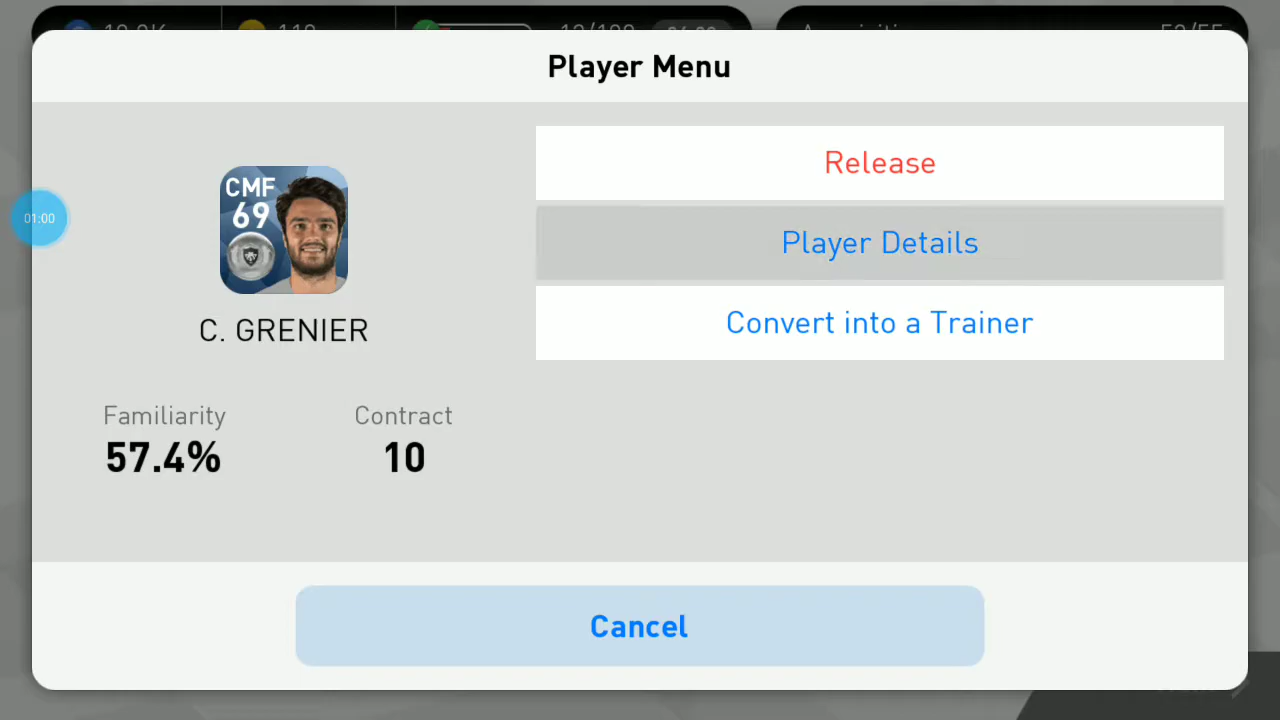 Player Menu
CMF
69
Release
01:00
Player Details
Convert into a Trainer
C. GRENIER
Familiarity
Contract
57.4%
10
Cancel